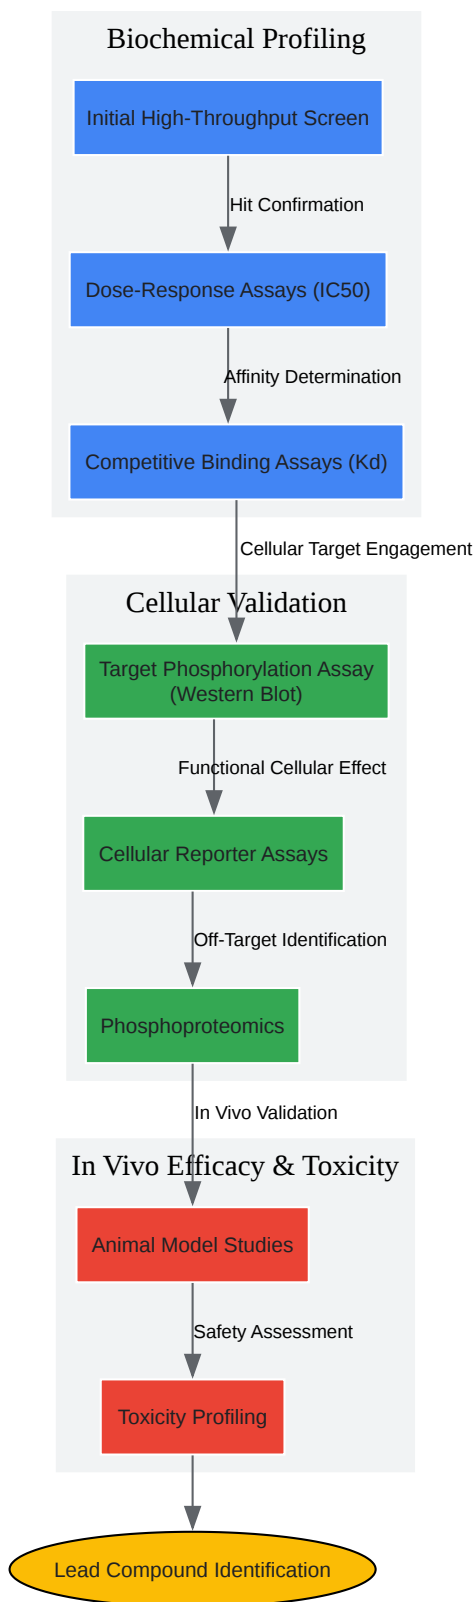 Biochemical Profiling
Initial High-Throughput Screen
Hit Confirmation
Dose-Response Assays (IC50)
Affinity Determination
Competitive Binding Assays (Kd)
Cellular Target Engagement
Cellular Validation
Target Phosphorylation Assay
(Western Blot)
Functional Cellular Effect
Cellular Reporter Assays
Off-Target Identification
Phosphoproteomics
In Vivo Validation
In Vivo Efficacy & Toxicity
Animal Model Studies
Safety Assessment
Toxicity Profiling
Lead Compound Identification